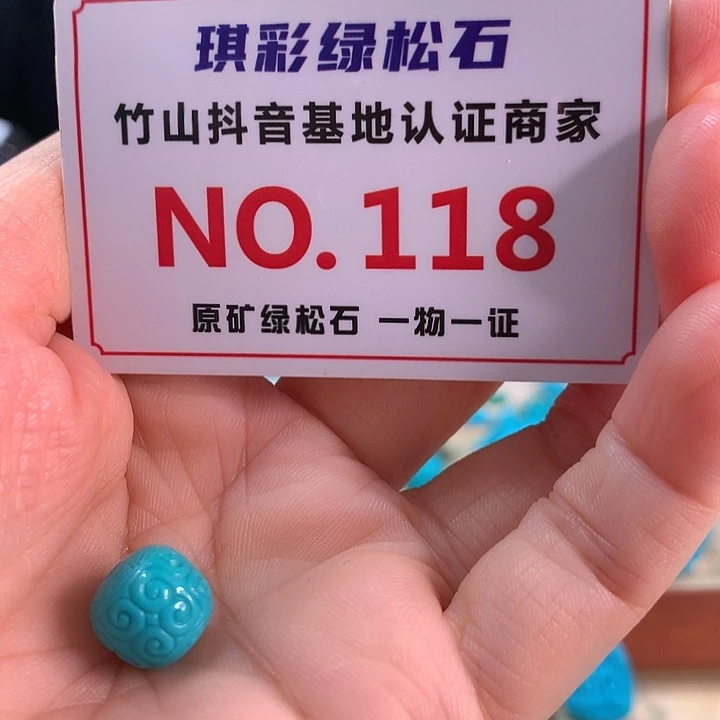 琪彩绿松石
竹山抖音基地认证商家
NO.118
原矿绿松石 一物一证